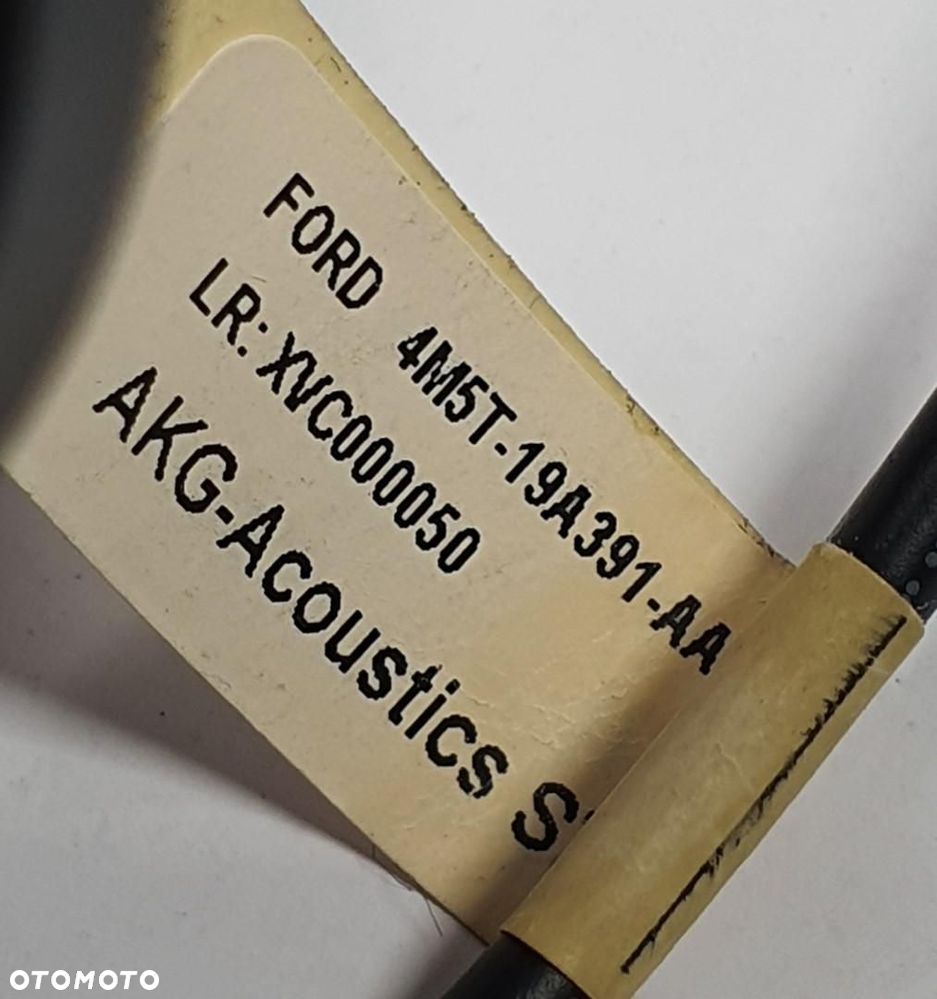 FORD 4M5T-19A391-AA
LR: XVC000050
AKG-Acoustics
OTOMOTO